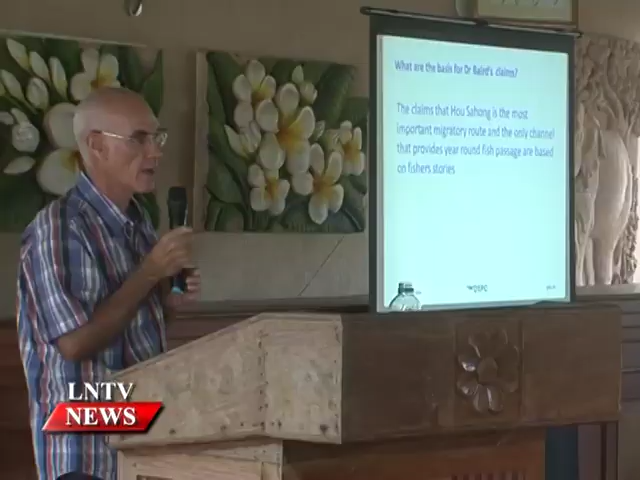 What are the basis for Dr Baird's claims?
The claims that Hou Sahong is the most
important migratory route and the only channel
that provides year round fish passage are based
on fishers stories
LNTV
NEWS